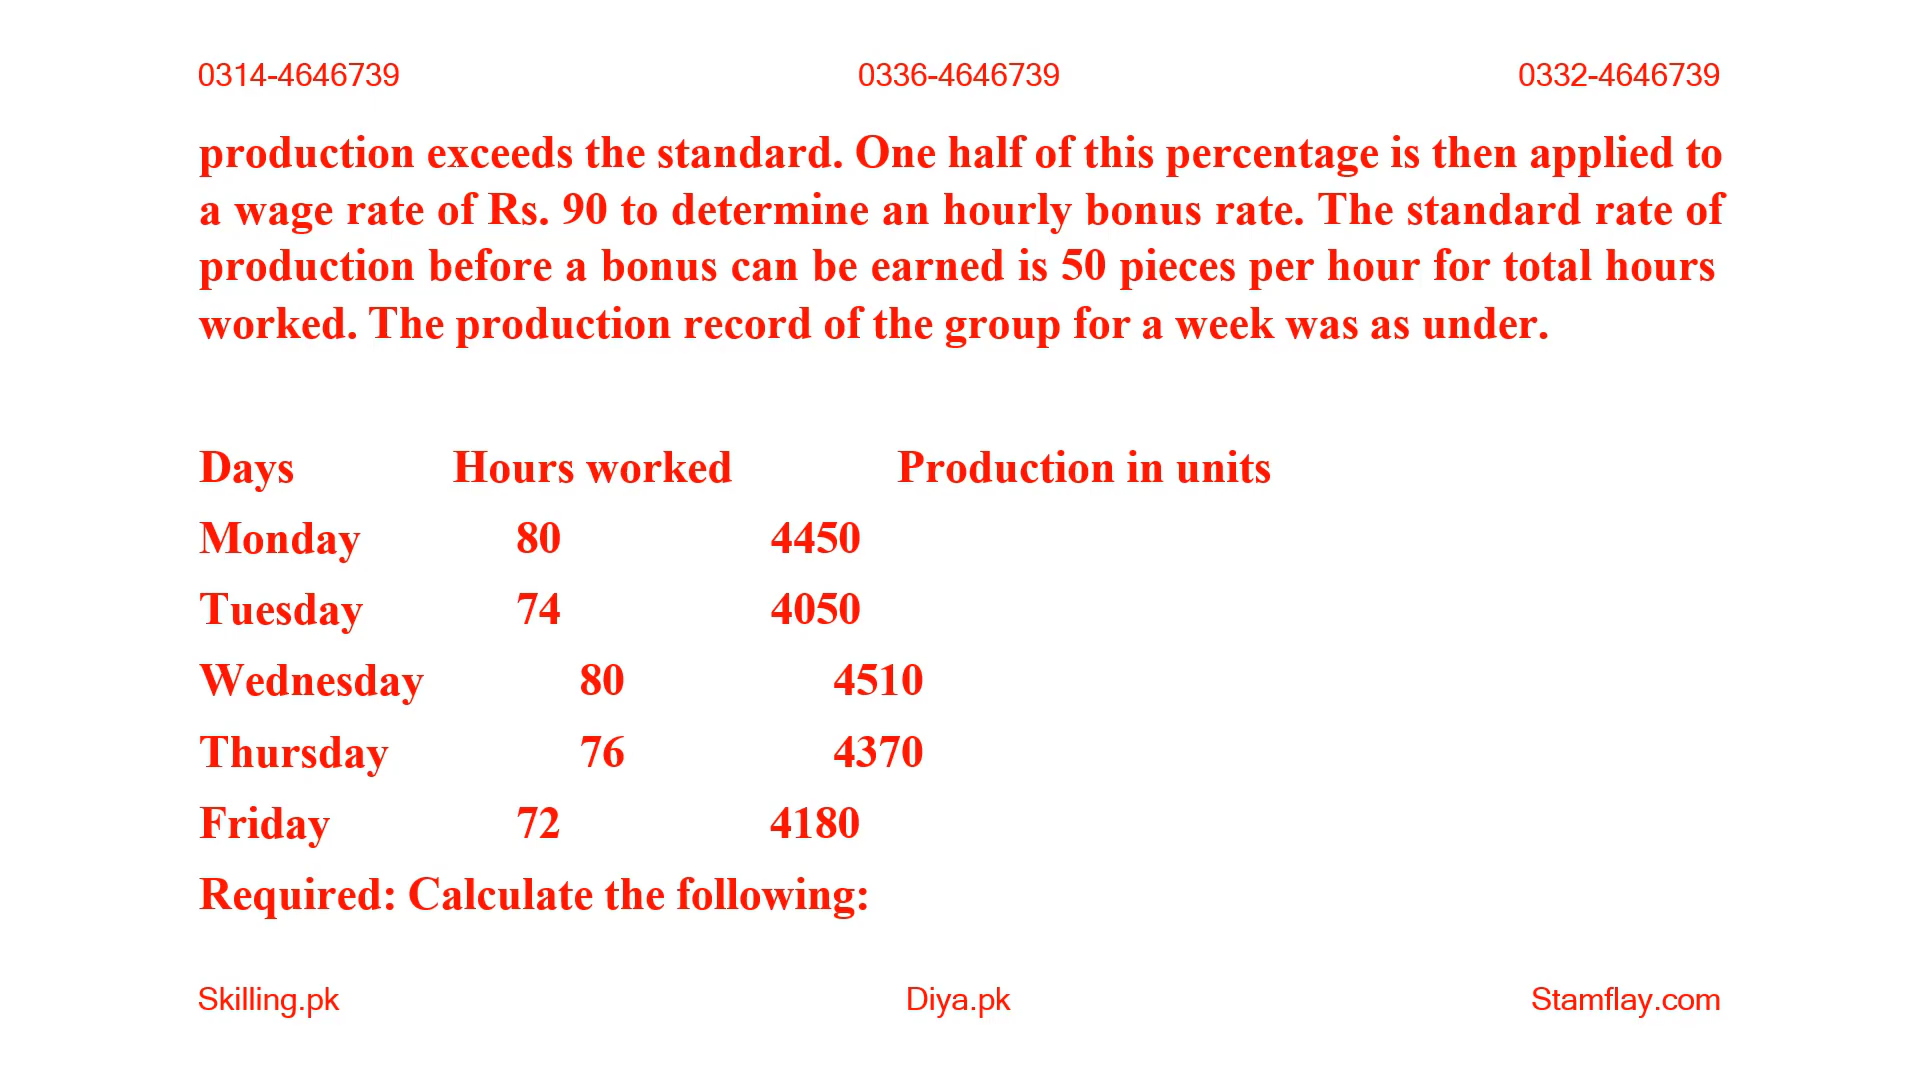 0314-4646739 0336-4646739 0332-4646739
production exceeds the standard. One half of this percentage is then applied to
a wage rate of Rs. 90 to determine an hourly bonus rate. The standard rate of
production before a bonus can be earned is 50 pieces per hour for total hours
worked. The production record of the group for a week was as under.
Days Hours worked Production in units
Monday 80 4450
Tuesday 74 4050
Wednesday 80 4510
Thursday 76 4370
Friday 72 4180
Required: Calculate the following:
Skilling.pk Diya.pk Stamflay.com